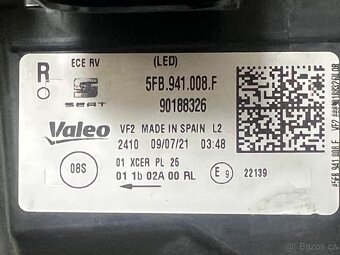 R ECE RV (LED)
SEAT 5FB.941.008.F
90188326
Valeo VF2 MADE IN SPAIN L2
2410 09/07/21 03:48
08S 01 XCER PL 25
01 1b 02A 00 RL E 9 22139